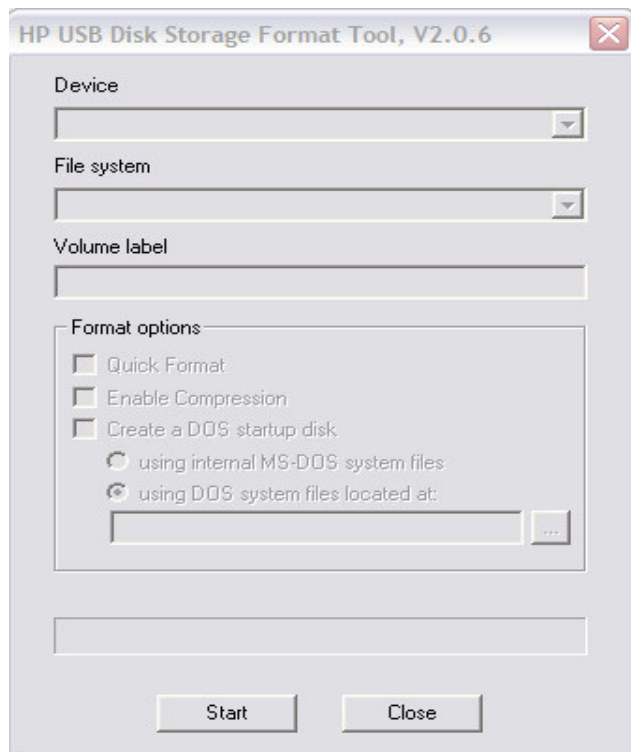 HP USB Disk Storage Format Tool, V2.0.6
Device
File system
Volume label
Format options
Quick Format
Enable Compression
Create a DOS startup disk
using internal MS-DOS system files
using DOS system files located at:
...
Start Close